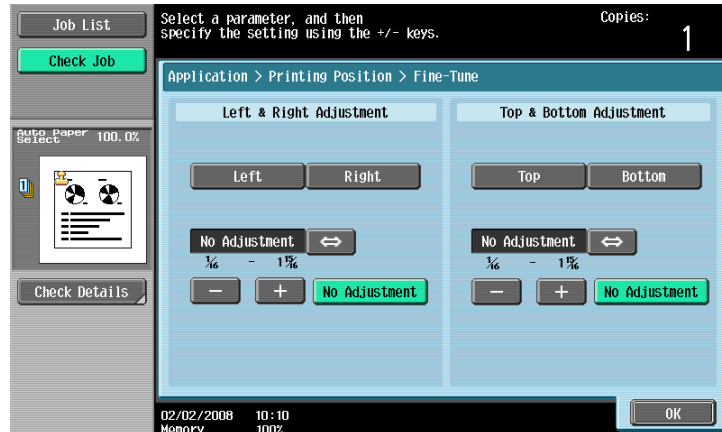 Job List
Check Job
Select a parameter, and then
specify the setting using the +/- keys.
Copies:
1
Application > Printing Position > Fine-Tune
Auto Paper
Select
100.0%
1
Check Details
Left & Right Adjustment
Left
Right
No Adjustment
⇔
1/16 - 1 15/16
−
+
No Adjustment
Top & Bottom Adjustment
Top
Bottom
No Adjustment
⇔
1/16 - 1 15/16
−
+
No Adjustment
02/02/2008 10:10
Memory 100%
OK